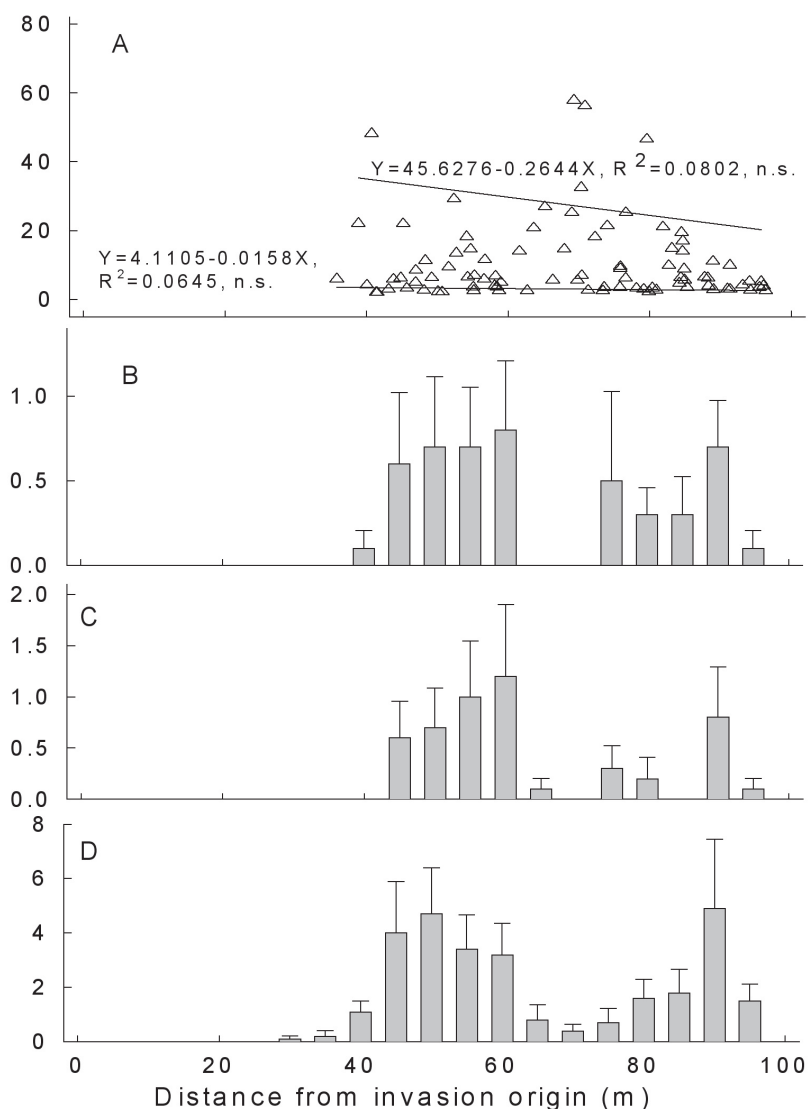 80
A
60
Y=45.6276-0.2644X, R²=0.0802, n.s.
40
20
Y=4.1105-0.0158X,
R²=0.0645, n.s.
0
B
1.0
0.5
0.0
2.0
C
1.5
1.0
0.5
0.0
8
D
6
4
2
0
0 20 40 60 80 100
Distance from invasion origin (m)